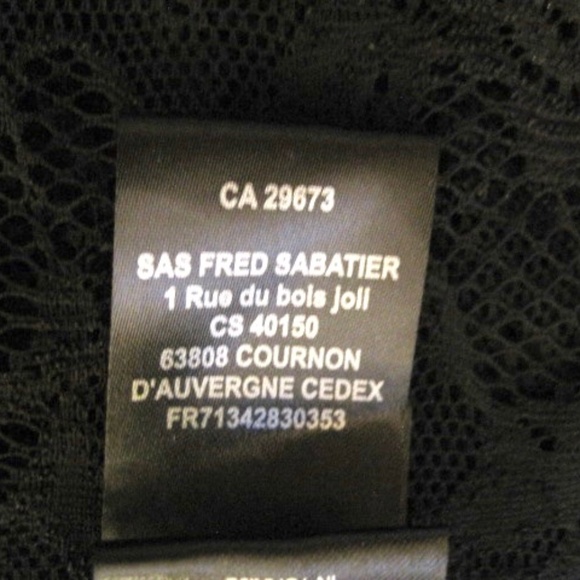 CA 29673
SAS FRED SABATIER
1 Rue du bois joli
CS 40150
63808 COURNON
D'AUVERGNE CEDEX
FR71342830353